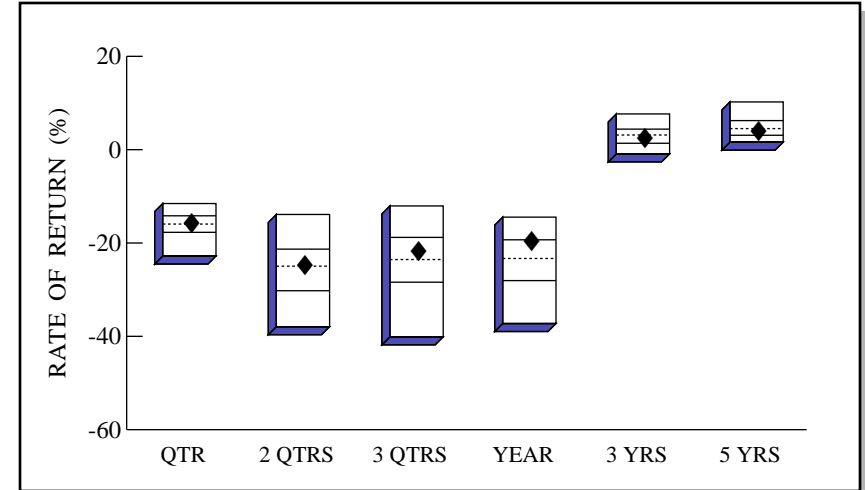 20
0
-20
-40
-60
RATE OF RETURN (%)
QTR 2 QTRS 3 QTRS YEAR 3 YRS 5 YRS